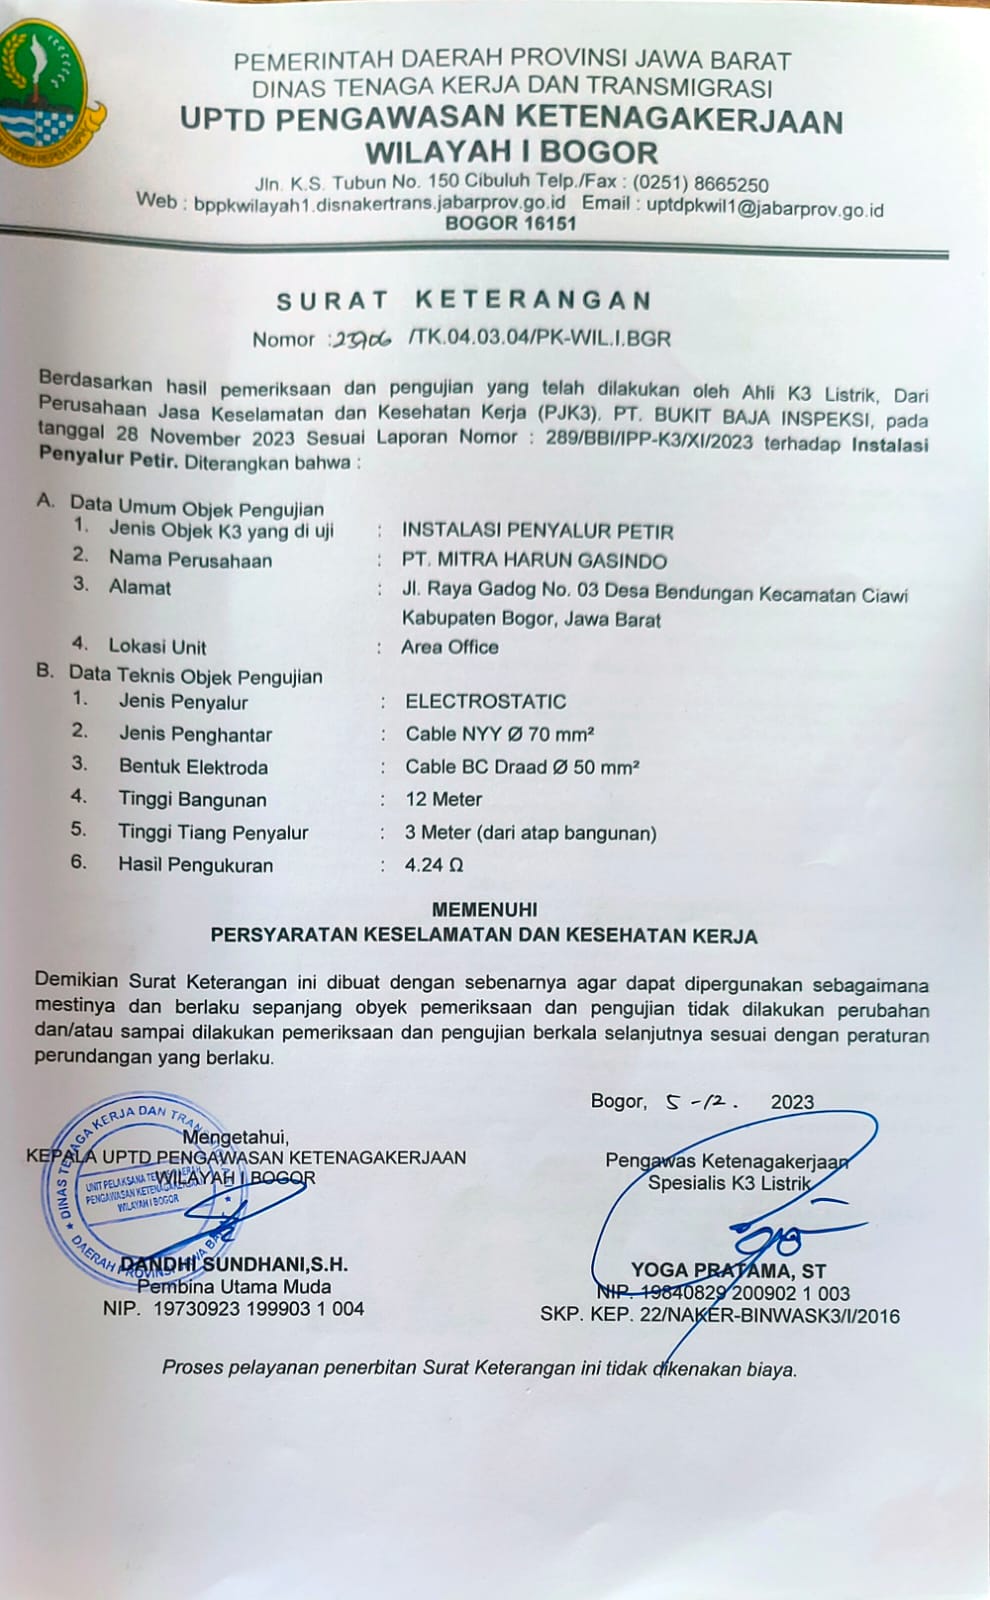 PEMERINTAH DAERAH PROVINSI JAWA BARAT
DINAS TENAGA KERJA DAN TRANSMIGRASI
UPTD PENGAWASAN KETENAGAKERJAAN
WILAYAH I BOGOR
Jln. K.S. Tubun No. 150 Cibuluh Telp./Fax : (0251) 8665250
Web : bppkwilayah1.disnakertrans.jabarprov.go.id Email : uptdpkwil1@jabarprov.go.id
BOGOR 16151
SURAT KETERANGAN
Nomor : /TK.04.03.04/PK-WIL.I.BGR
Berdasarkan hasil pemeriksaan dan pengujian yang telah dilakukan oleh Ahli K3 Listrik, Dari
Perusahaan Jasa Keselamatan dan Kesehatan Kerja (PJK3). PT. BUKIT BAJA INSPEKSI, pada
tanggal 28 November 2023 Sesuai Laporan Nomor : 289/BBI/IPP-K3/XI/2023 terhadap Instalasi
Penyalur Petir. Diterangkan bahwa :
A. Data Umum Objek Pengujian
1. Jenis Objek K3 yang di uji : INSTALASI PENYALUR PETIR
2. Nama Perusahaan : PT. MITRA HARUN GASINDO
3. Alamat : Jl. Raya Gadog No. 03 Desa Bendungan Kecamatan Ciawi
Kabupaten Bogor, Jawa Barat
4. Lokasi Unit : Area Office
B. Data Teknis Objek Pengujian
1. Jenis Penyalur : ELECTROSTATIC
2. Jenis Penghantar : Cable NYY Ø 70 mm²
3. Bentuk Elektroda : Cable BC Draad Ø 50 mm²
4. Tinggi Bangunan : 12 Meter
5. Tinggi Tiang Penyalur : 3 Meter (dari atap bangunan)
6. Hasil Pengukuran : 4.24 Ω
MEMENUHI
PERSYARATAN KESELAMATAN DAN KESEHATAN KERJA
Demikian Surat Keterangan ini dibuat dengan sebenarnya agar dapat dipergunakan sebagaimana
mestinya dan berlaku sepanjang obyek pemeriksaan dan pengujian tidak dilakukan perubahan
dan/atau sampai dilakukan pemeriksaan dan pengujian berkala selanjutnya sesuai dengan peraturan
perundangan yang berlaku.
Bogor, 5-12. 2023
Mengetahui,
KEPALA UPTD PENGAWASAN KETENAGAKERJAAN
WILAYAH I BOGOR
DINAS TENAGA KERJA DAN
UNIT PELAKSANA
PENGAWASAN KETENAGAKERJAAN
WILAYAH I BOGOR
DAERAH PROVINSI JAWA BARAT
DANDHI SUNDHANI,S.H.
Pembina Utama Muda
NIP. 19730923 199903 1 004
Pengawas Ketenagakerjaan
Spesialis K3 Listrik
YOGA PRATAMA, ST
NIP. 19840829 200902 1 003
SKP. KEP. 22/NAKER-BINWASK3/I/2016
Proses pelayanan penerbitan Surat Keterangan ini tidak dikenakan biaya.